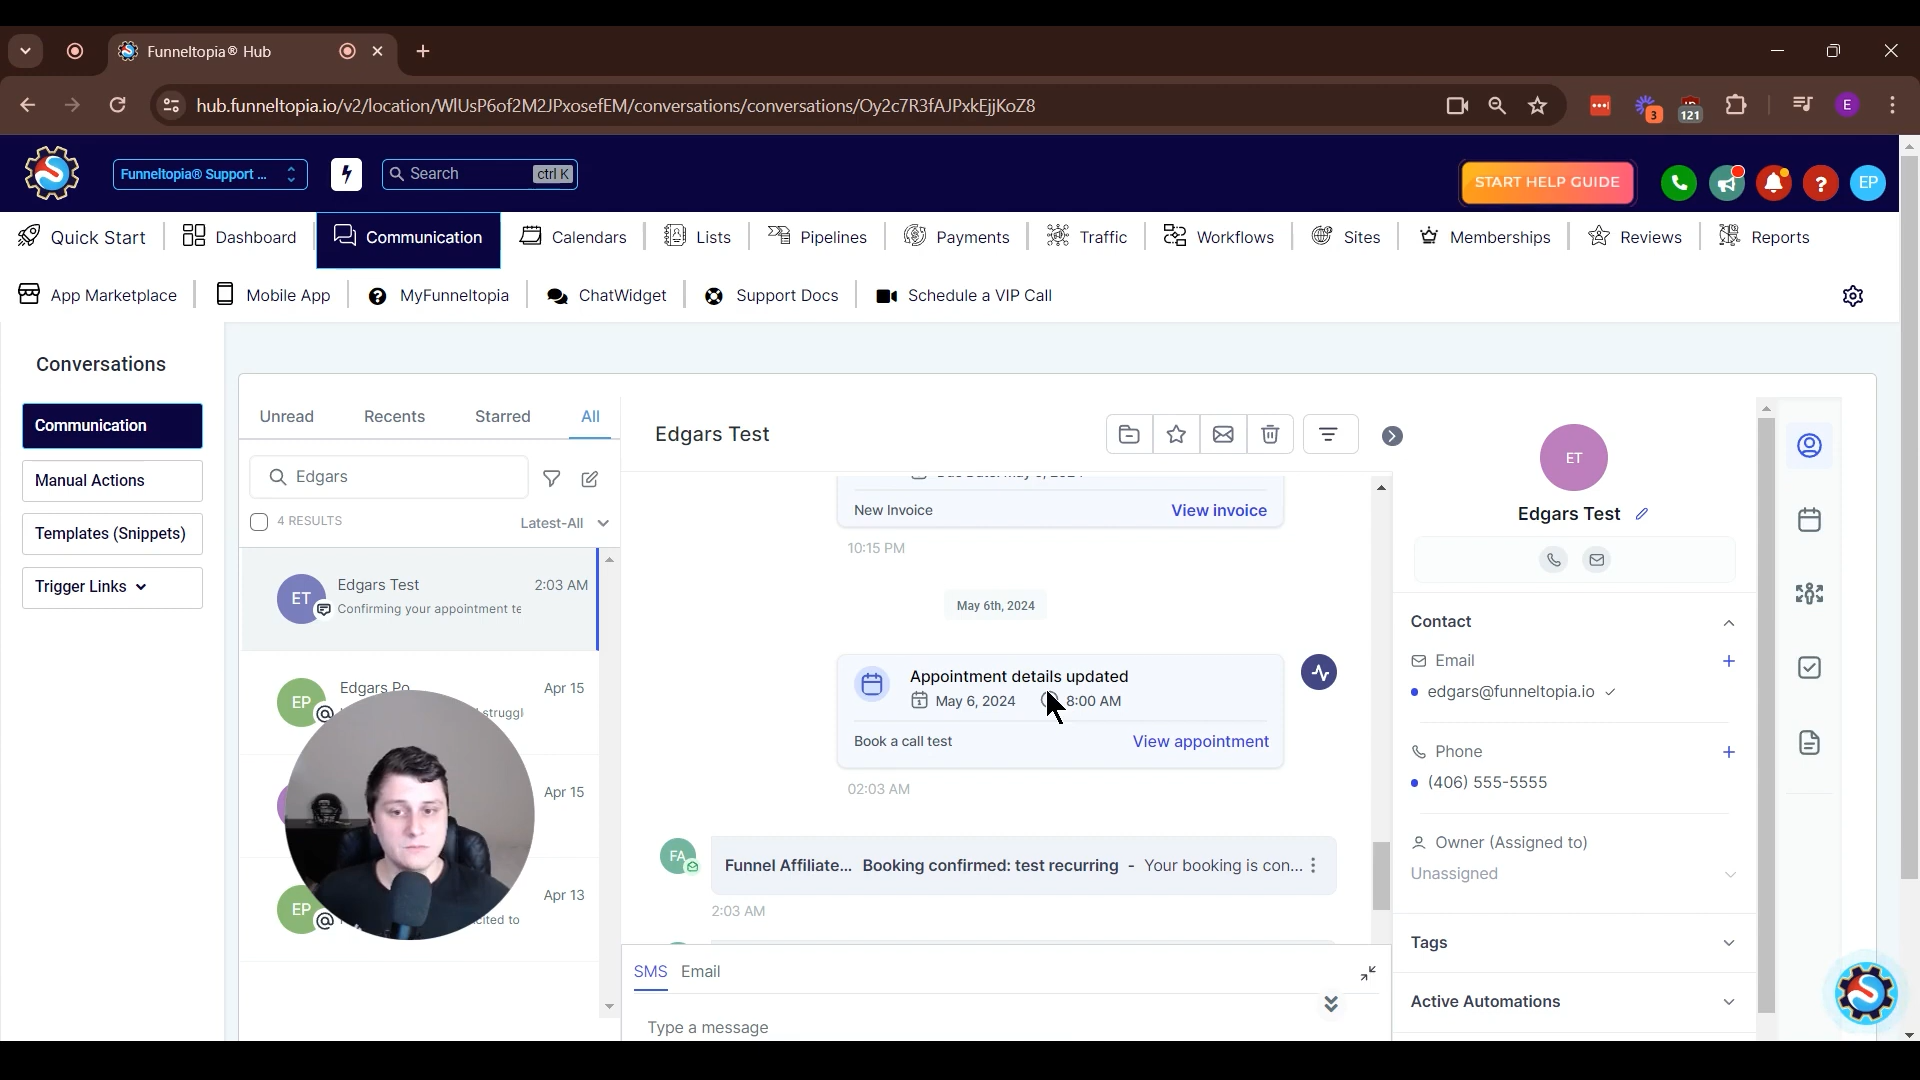 Funneltopia® Hub
hub.funneltopia.io/v2/location/WlUsP6of2M2JPxosefEM/conversations/conversations/Oy2c7R3fAJPxkEjjKoZ8
3
121
E
Funneltopia® Support ...
Search
ctrl K
START HELP GUIDE
?
EP
Quick Start
Dashboard
Communication
Calendars
Lists
Pipelines
Payments
Traffic
Workflows
Sites
Memberships
Reviews
Reports
App Marketplace
Mobile App
MyFunneltopia
ChatWidget
Support Docs
Schedule a VIP Call
Conversations
Communication
Manual Actions
Templates (Snippets)
Trigger Links
Unread
Recents
Starred
All
Edgars
4 RESULTS
Latest-All
ET
Edgars Test
2:03 AM
Confirming your appointment te
EP
Edgars Po
Apr 15
struggl
Apr 15
EP
Apr 13
cited to
Edgars Test
New Invoice
View invoice
10:15 PM
May 6th, 2024
Appointment details updated
May 6, 2024
8:00 AM
Book a call test
View appointment
02:03 AM
FA
Funnel Affiliate... Booking confirmed: test recurring - Your booking is con...
2:03 AM
SMS
Email
Type a message
ET
Edgars Test
Contact
Email
edgars@funneltopia.io
Phone
(406) 555-5555
Owner (Assigned to)
Unassigned
Tags
Active Automations